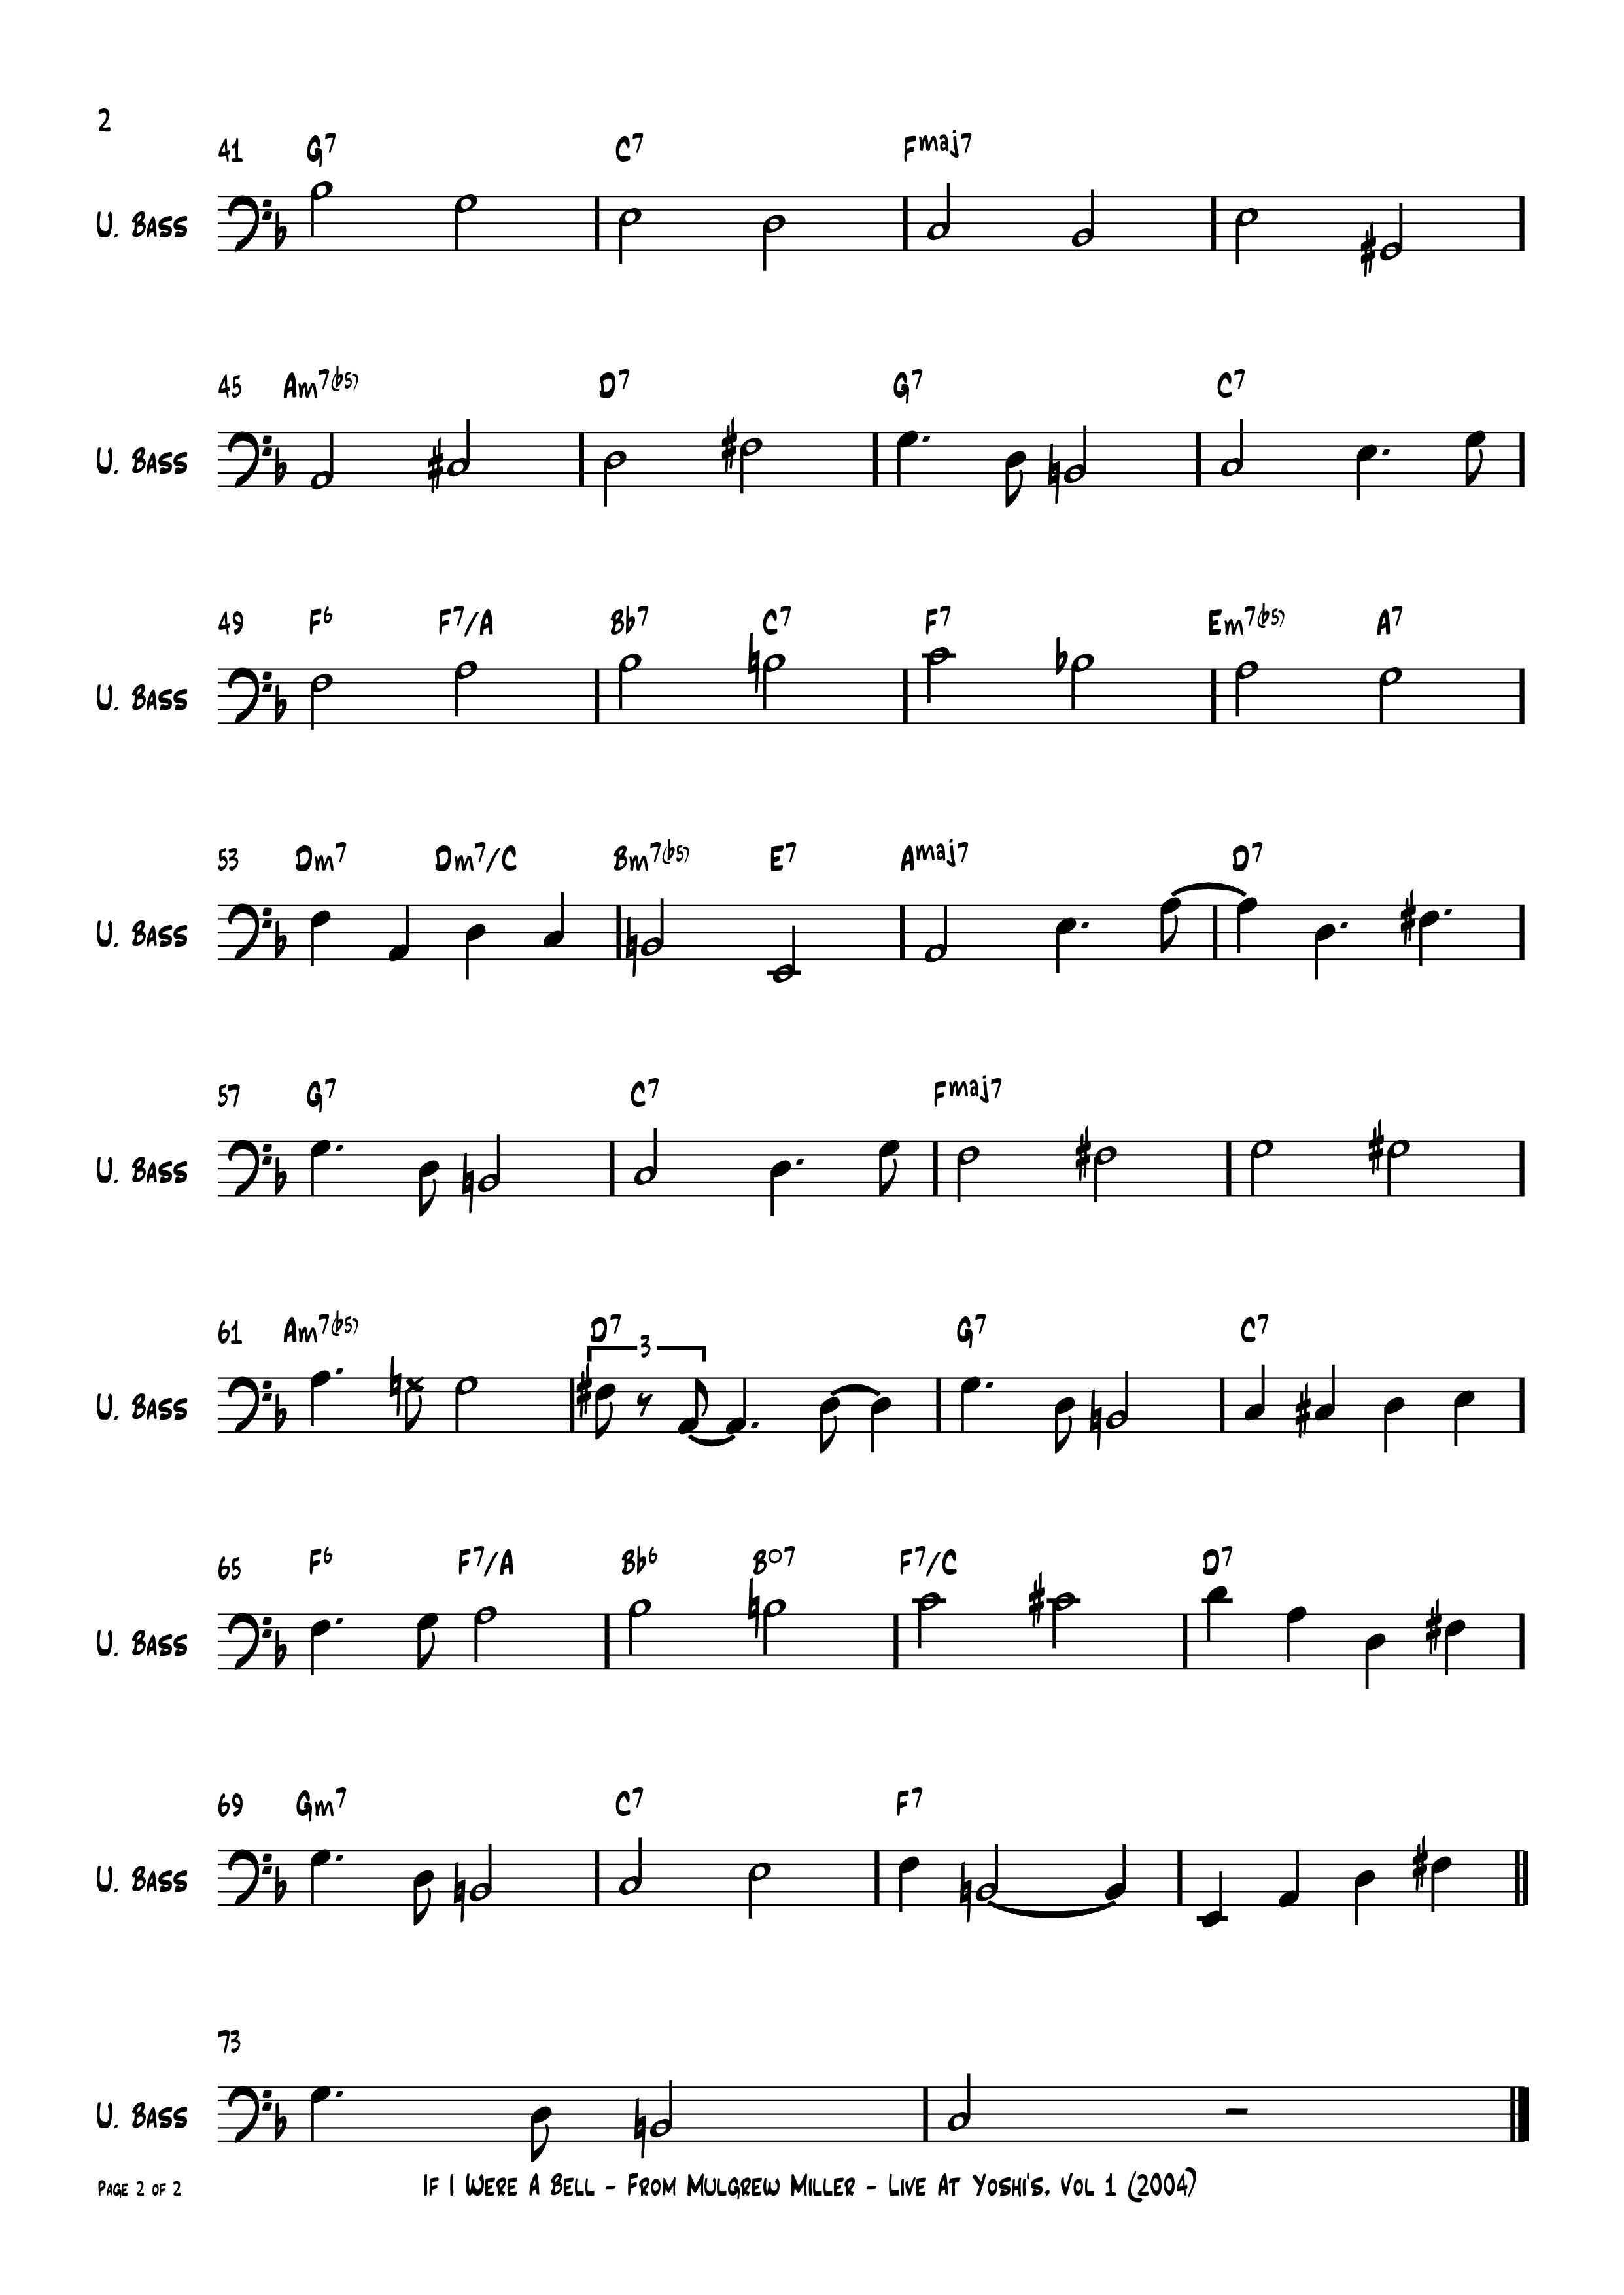 2
41 G7 C7 Fmaj7
U. Bass
45 Am7(b5) D7 G7 C7
U. Bass
49 F6 F7/A Bb7 C7 F7 Em7(b5) A7
U. Bass
53 Dm7 Dm7/C Bm7(b5) E7 Amaj7 D7
U. Bass
57 G7 C7 Fmaj7
U. Bass
61 Am7(b5) D7 G7 C7
3
U. Bass
65 F6 F7/A Bb6 Bo7 F7/C D7
U. Bass
69 Gm7 C7 F7
U. Bass
73
U. Bass
Page 2 of 2 If I Were A Bell - From Mulgrew Miller - Live At Yoshi's, Vol 1 (2004)